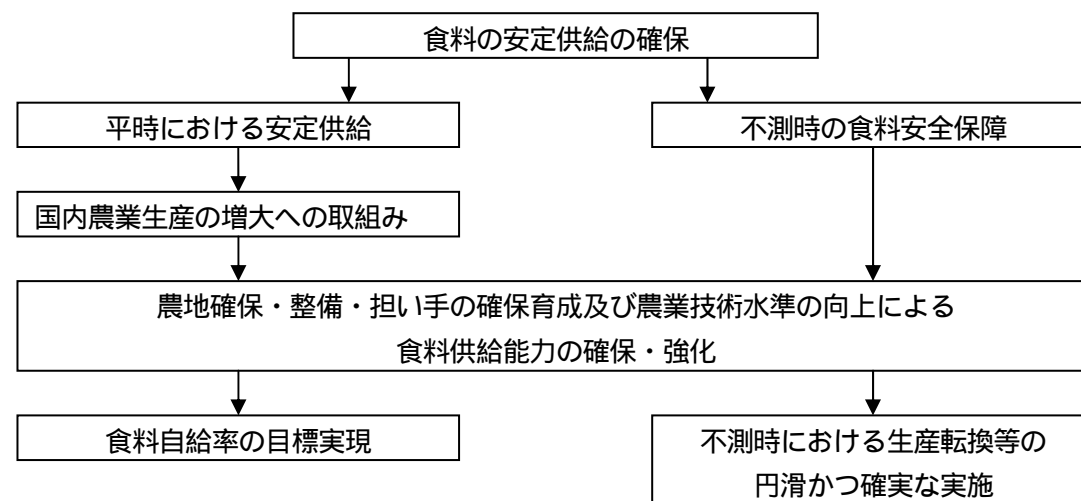 食料の安定供給の確保
平時における安定供給
不測時の食料安全保障
国内農業生産の増大への取組み
農地確保・整備・担い手の確保育成及び農業技術水準の向上による
食料供給能力の確保・強化
食料自給率の目標実現
不測時における生産転換等の
円滑かつ確実な実施